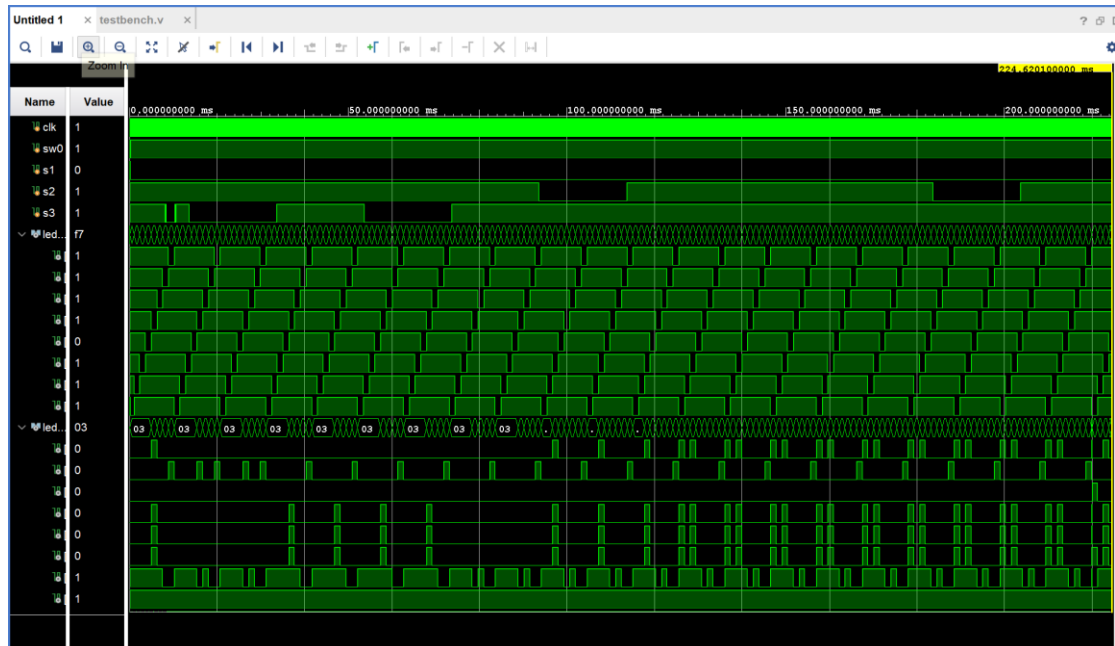 Untitled 1 × testbench.v × ?
Zoom In
224.620100000 ms
Name Value 0.000000000 ms 50.000000000 ms 100.000000000 ms 150.000000000 ms 200.000000000 ms
clk 1
sw0 1
s1 0
s2 1
s3 1
led... f7
1
1
1
1
0
1
1
1
led... 03 03 03 03 03 03 03 03 03 03 . . .
0
0
0
0
0
0
1
1